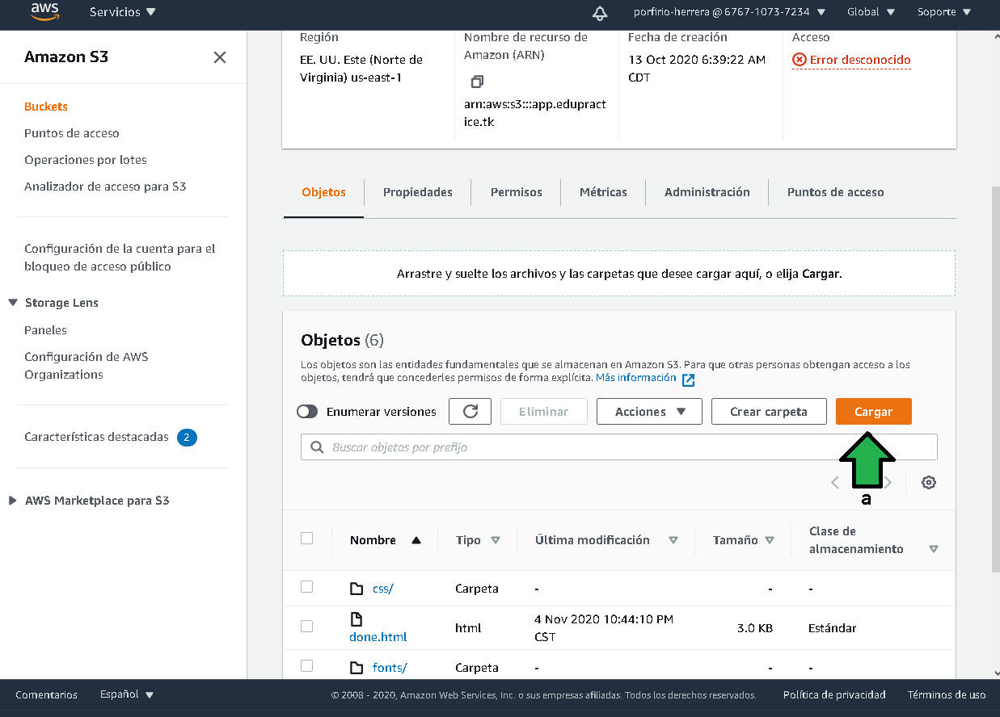 aws
Servicios
porfirio-herrera @ 6767-1073-7234
Global
Soporte
Amazon S3
Buckets
Puntos de acceso
Operaciones por lotes
Analizador de acceso para S3
Configuración de la cuenta para el
bloqueo de acceso público
Storage Lens
Paneles
Configuración de AWS
Organizations
Características destacadas 2
AWS Marketplace para S3
Región
EE. UU. Este (Norte de
Virginia) us-east-1
Nombre de recurso de
Amazon (ARN)
arn:aws:s3:::app.edupract
ice.tk
Fecha de creación
13 Oct 2020 6:39:22 AM
CDT
Acceso
Error desconocido
Objetos
Propiedades
Permisos
Métricas
Administración
Puntos de acceso
Arrastre y suelte los archivos y las carpetas que desee cargar aquí, o elija Cargar.
Objetos (6)
Los objetos son las entidades fundamentales que se almacenan en Amazon S3. Para que otras personas obtengan acceso a los
objetos, tendrá que concederles permisos de forma explícita. Más información
Enumerar versiones
Eliminar
Acciones
Crear carpeta
Cargar
Buscar objetos por prefijo
a
Nombre
Tipo
Última modificación
Tamaño
Clase de
almacenamiento
css/
Carpeta
-
-
-
done.html
html
4 Nov 2020 10:44:10 PM
CST
3.0 KB
Estándar
fonts/
Carpeta
-
-
-
Comentarios
Español
© 2008 - 2020, Amazon Web Services, Inc. o sus empresas afiliadas. Todos los derechos reservados.
Política de privacidad
Términos de uso